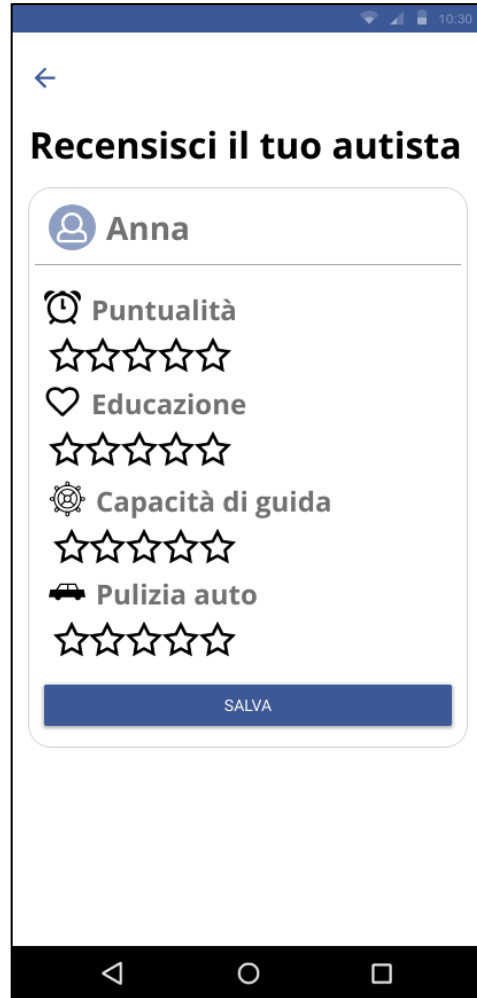 10:30
Recensisci il tuo autista
Anna
Puntualità
Educazione
Capacità di guida
Pulizia auto
SALVA